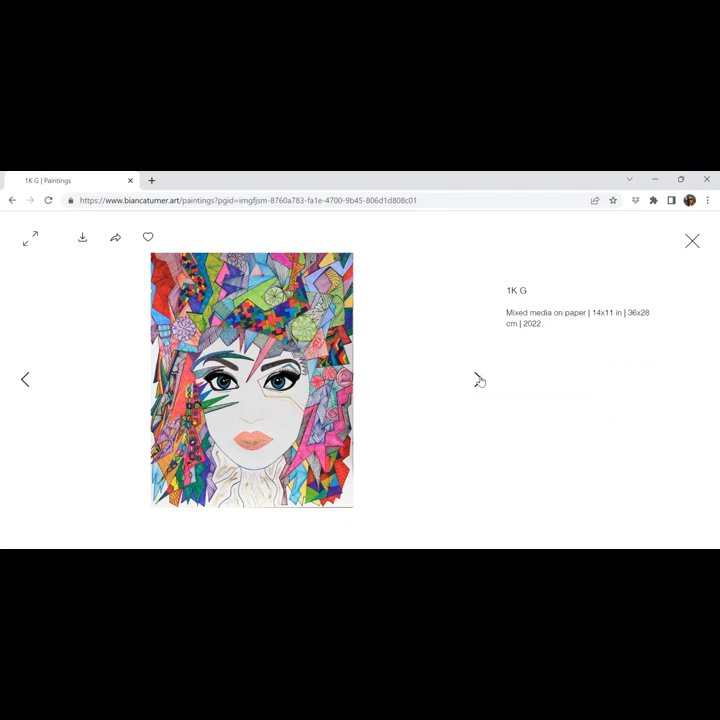 1K G | Paintings
https://www.biancaturner.art/paintings?pgid=imgfjsm-8760a783-fa1e-4700-9b45-806d1d808c01
1K G
Mixed media on paper | 14x11 in | 36x28
cm | 2022